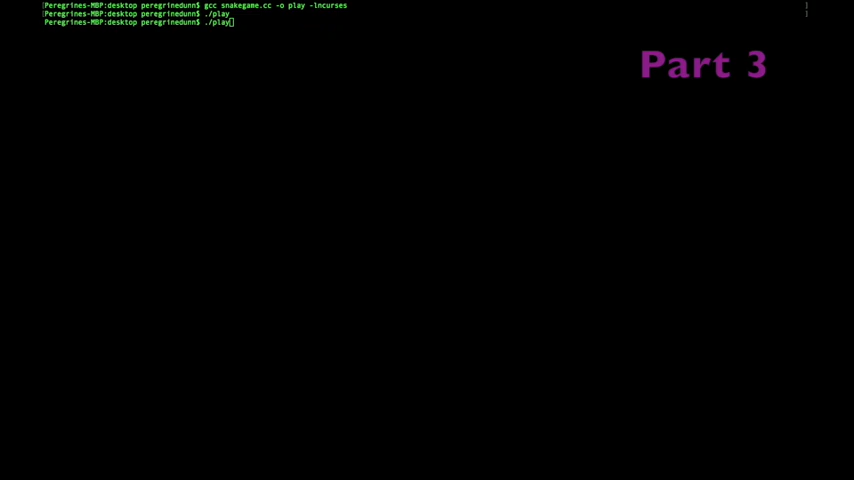 [Peregrines-MBP:desktop peregrinedunn$ gcc snakegame.cc -o play -lncurses ]
[Peregrines-MBP:desktop peregrinedunn$ ./play ]
Peregrines-MBP:desktop peregrinedunn$ ./play
Part 3